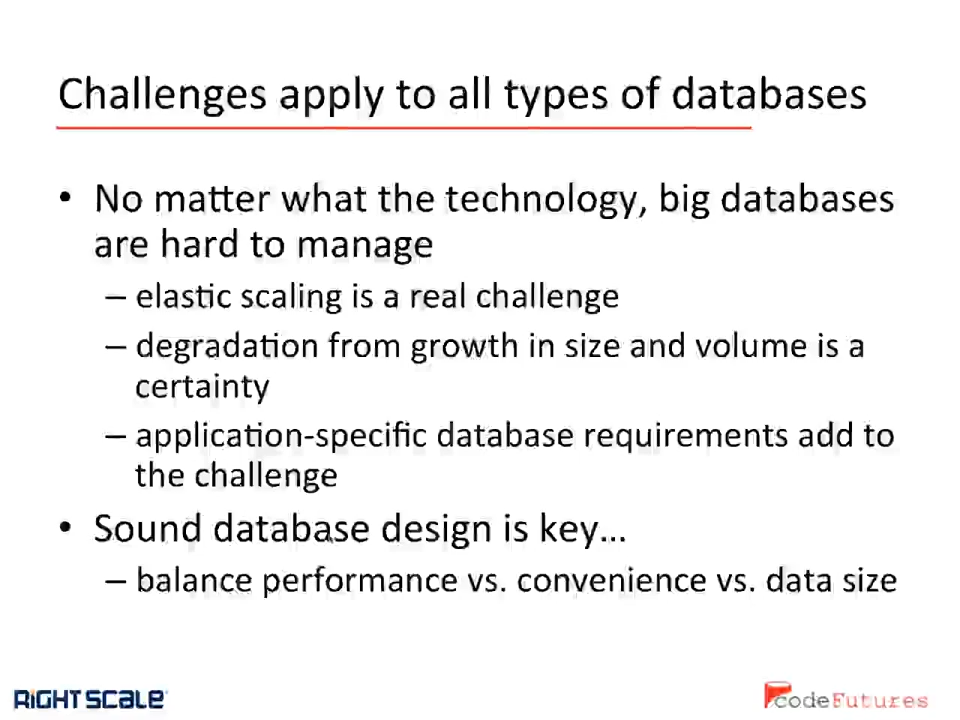 Challenges apply to all types of databases
• No matter what the technology, big databases
are hard to manage
– elastic scaling is a real challenge
– degradation from growth in size and volume is a
certainty
– application-specific database requirements add to
the challenge
• Sound database design is key…
– balance performance vs. convenience vs. data size
RIGHTSCALE
codeFutures